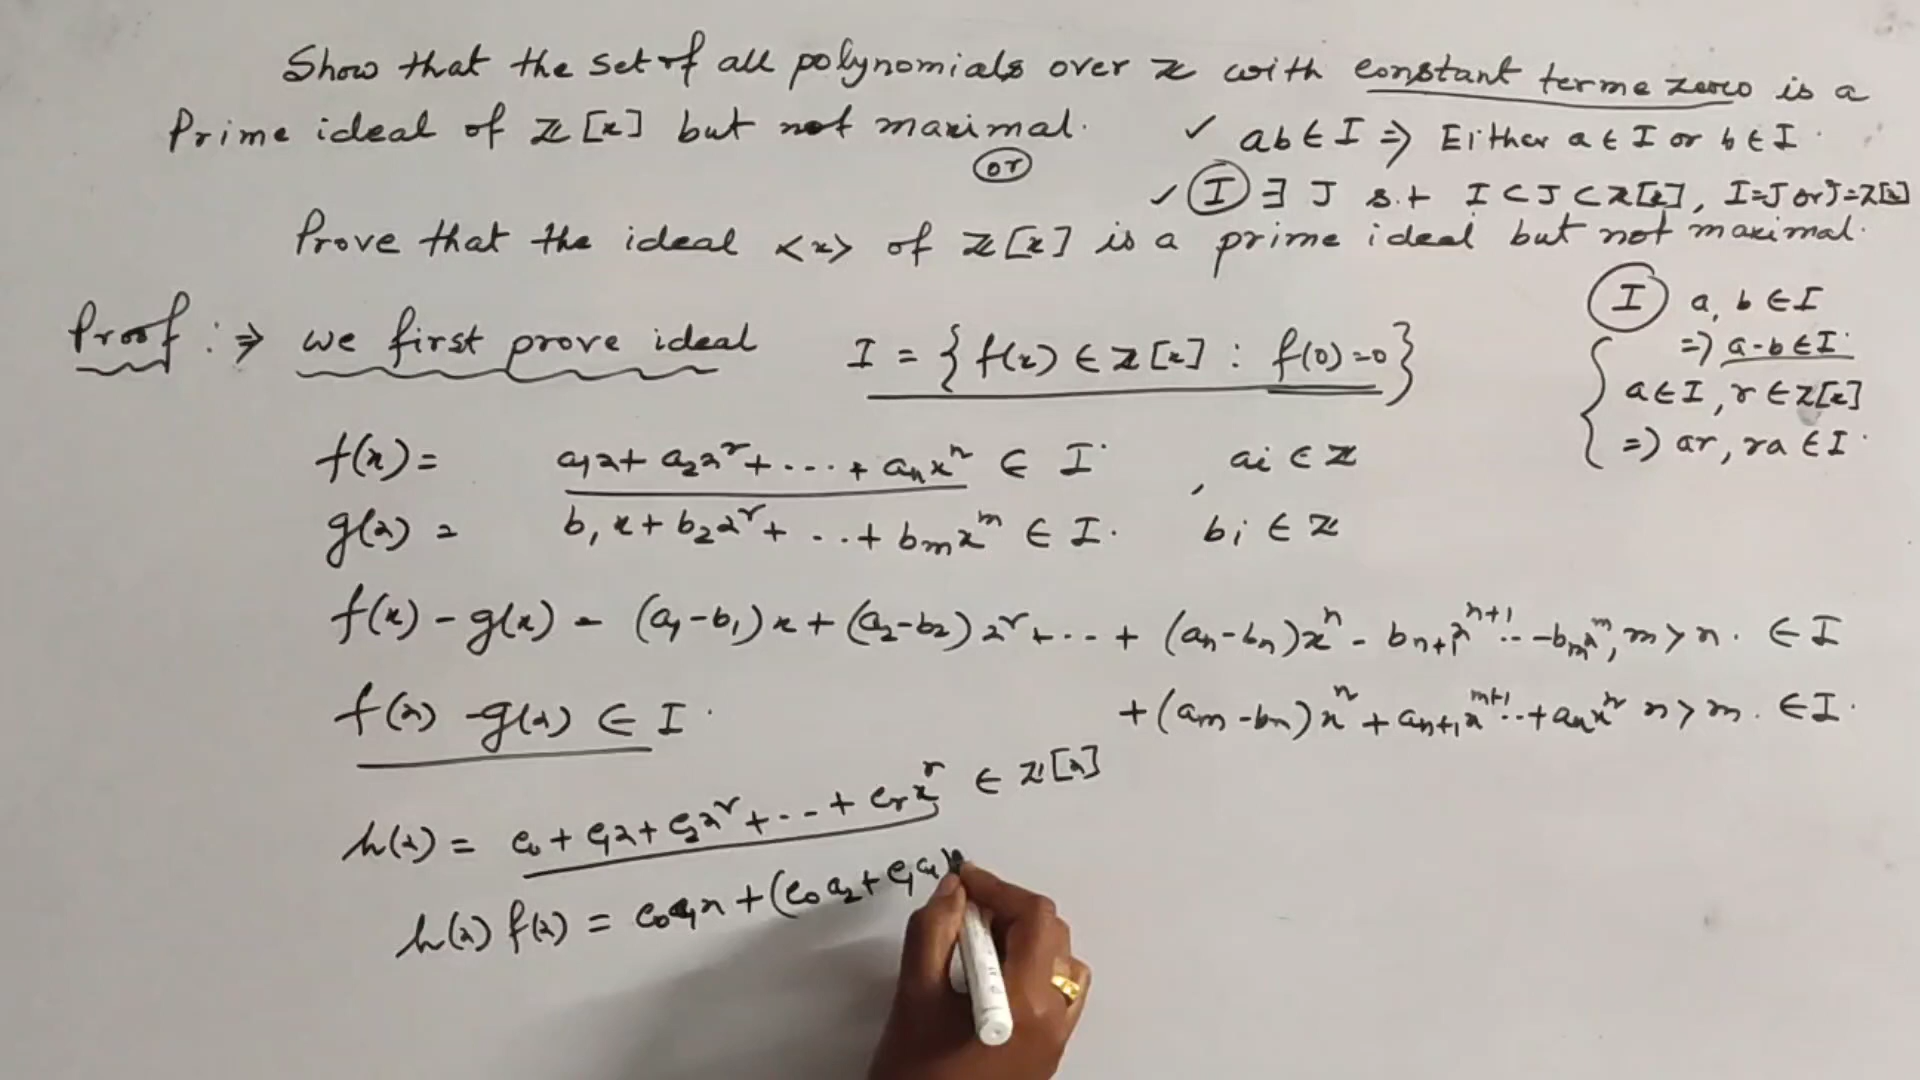 Show that the set of all polynomials over ℤ with constant terme zero is a
Prime ideal of ℤ[x] but not maximal.
✓ ab ∈ I ⇒ Either a ∈ I or b ∈ I.
(or)
✓ (I) ∃ J s.t I ⊂ J ⊂ ℤ[x], I=J or J=ℤ[x]
Prove that the ideal <x> of ℤ[x] is a prime ideal but not maximal.
Proof :⇒ we first prove ideal I = {f(x) ∈ ℤ[x] : f(0)=0}
(I) a, b ∈ I
⇒) a-b ∈ I.
a ∈ I, r ∈ ℤ[x]
⇒) ar, ra ∈ I.
f(x) = a₁x + a₂x² + ... + aₙxⁿ ∈ I. , aᵢ ∈ ℤ
g(x) = b₁x + b₂x² + ... + bₘxᵐ ∈ I. bᵢ ∈ ℤ
f(x) - g(x) = (a₁-b₁)x + (a₂-b₂)x² + ... + (aₙ-bₙ)xⁿ - bₙ₊₁xⁿ⁺¹ ... -bₘxᵐ, m > n. ∈ I
+ (aₘ-bₘ)xⁿ + aₙ₊₁xᵐ⁺¹ ... + aₙxⁿ n > m. ∈ I.
f(x) - g(x) ∈ I.
h(x) = c₀ + c₁x + c₂x² + ... + cᵣxʳ ∈ ℤ[x]
h(x) f(x) = c₀a₁x + (c₀a₂ + c₁a₁)